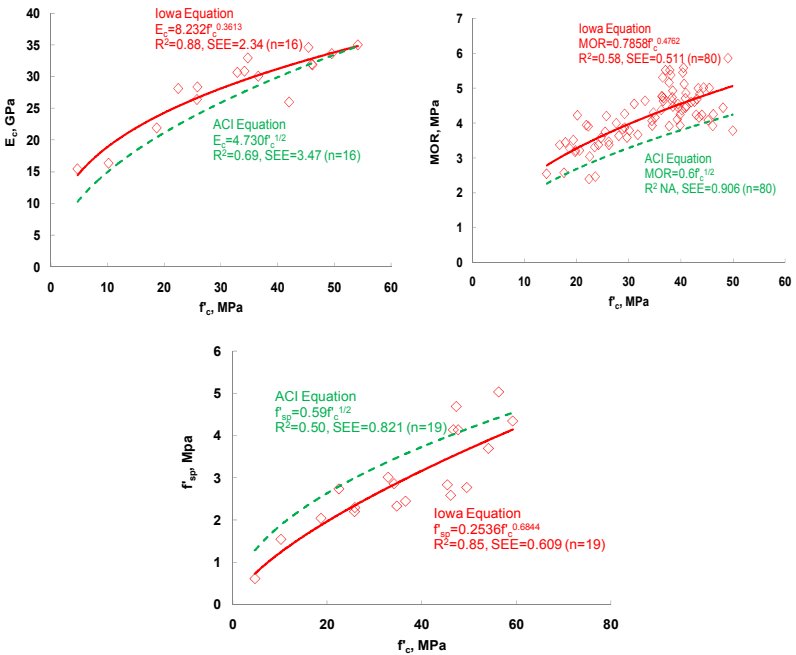 Iowa Equation
E_c=8.232f'_c^0.3613
R²=0.88, SEE=2.34 (n=16)
ACI Equation
E_c=4.730f'_c^1/2
R²=0.69, SEE=3.47 (n=16)
E_c, GPa
40
35
30
25
20
15
10
5
0
0 10 20 30 40 50 60
f'_c, MPa
Iowa Equation
MOR=0.7858f'_c^0.4762
R²=0.58, SEE=0.511 (n=80)
ACI Equation
MOR=0.6f'_c^1/2
R² NA, SEE=0.906 (n=80)
MOR, MPa
7
6
5
4
3
2
1
0
0 10 20 30 40 50 60
f'_c, MPa
ACI Equation
f'_sp=0.59f'_c^1/2
R²=0.50, SEE=0.821 (n=19)
Iowa Equation
f'_sp=0.2536f'_c^0.6844
R²=0.85, SEE=0.609 (n=19)
f'_sp, Mpa
6
5
4
3
2
1
0
0 20 40 60 80
f'_c, MPa